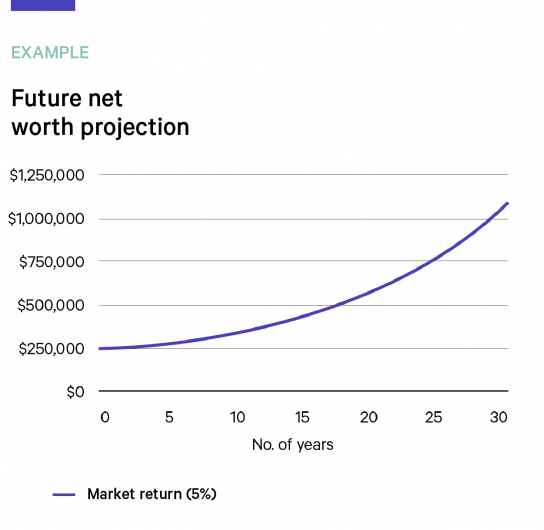 EXAMPLE
Future net
worth projection
$1,250,000
$1,000,000
$750,000
$500,000
$250,000
$0
0 5 10 15 20 25 30
No. of years
Market return (5%)